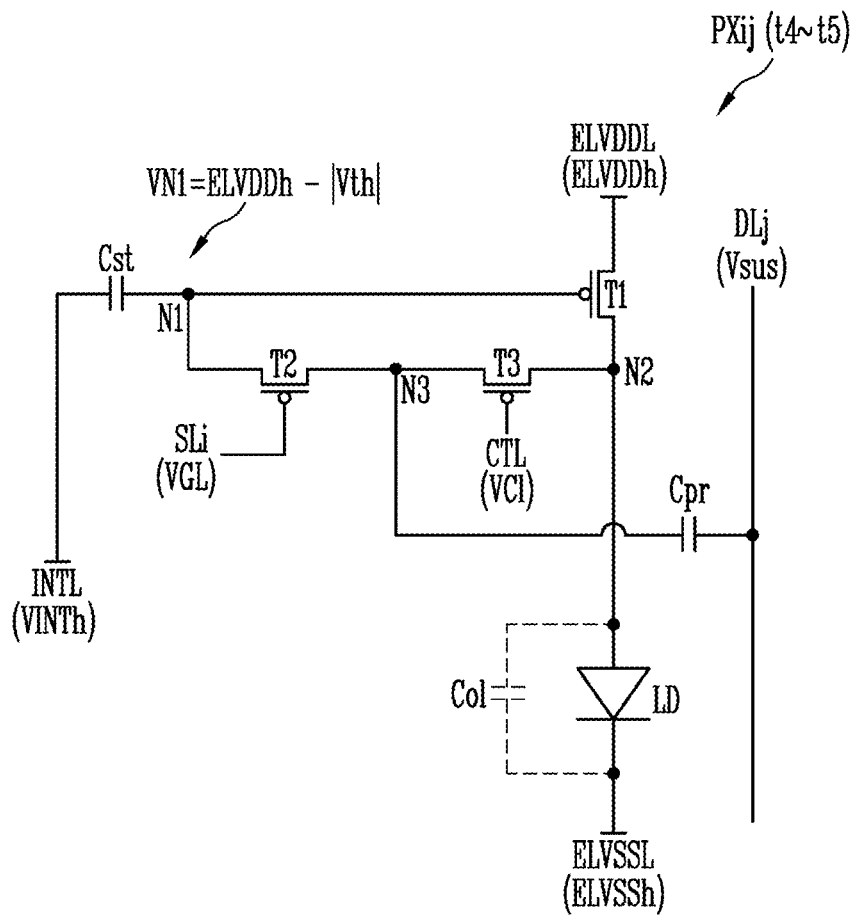 PXij (t4~t5)
ELVDDL
(ELVDDh)
VN1=ELVDDh - |Vth|
DLj
(Vsus)
Cst
T1
N1
T2
T3
N3
N2
SLi
(VGL)
CTL
(VCl)
Cpr
INTL
(VINTh)
Col
LD
ELVSSL
(ELVSSh)